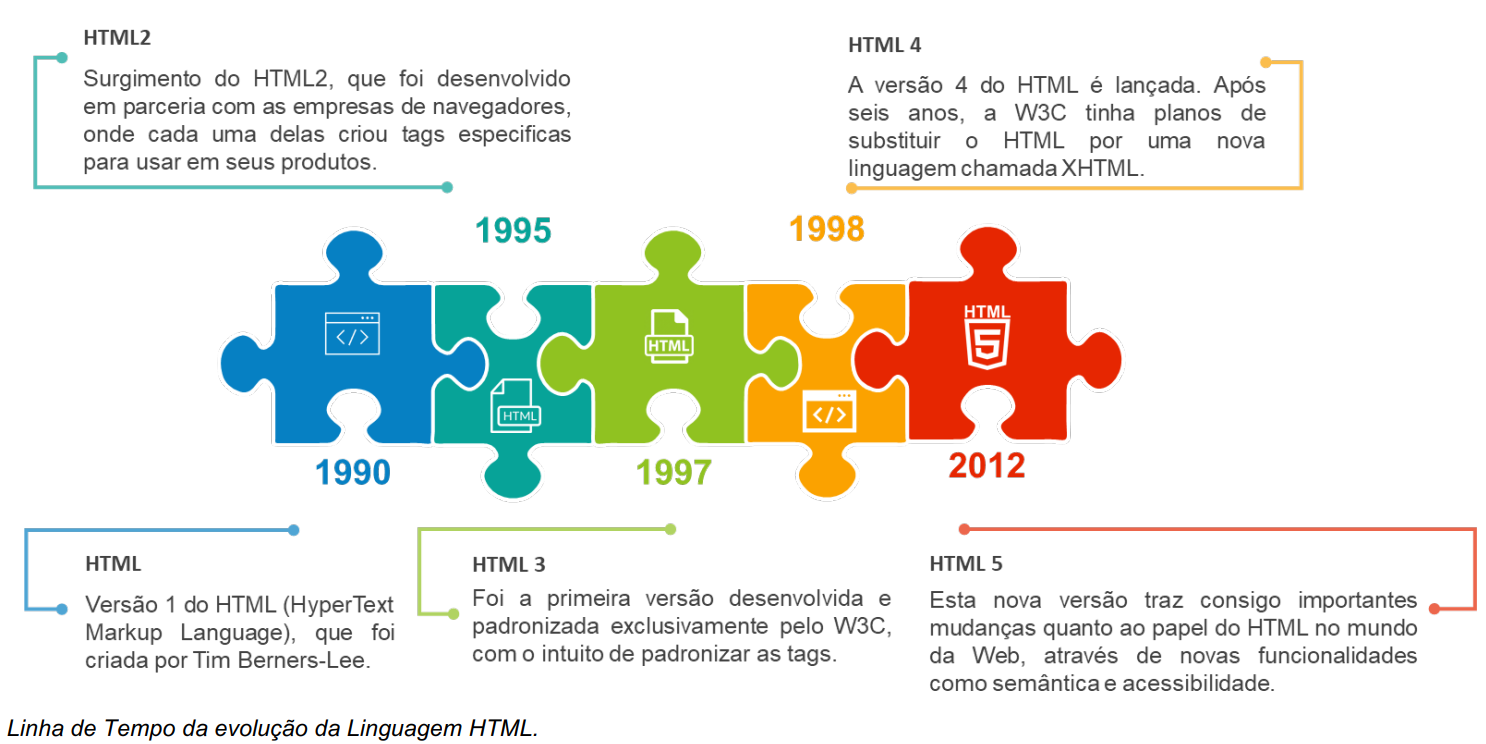 HTML2
Surgimento do HTML2, que foi desenvolvido
em parceria com as empresas de navegadores,
onde cada uma delas criou tags especificas
para usar em seus produtos.
HTML 4
A versão 4 do HTML é lançada. Após
seis anos, a W3C tinha planos de
substituir o HTML por uma nova
linguagem chamada XHTML.
1995
1998
</>
HTML
HTML
</>
HTML
5
1990
1997
2012
HTML
Versão 1 do HTML (HyperText
Markup Language), que foi
criada por Tim Berners-Lee.
HTML 3
Foi a primeira versão desenvolvida e
padronizada exclusivamente pelo W3C,
com o intuito de padronizar as tags.
HTML 5
Esta nova versão traz consigo importantes
mudanças quanto ao papel do HTML no mundo
da Web, através de novas funcionalidades
como semântica e acessibilidade.
Linha de Tempo da evolução da Linguagem HTML.